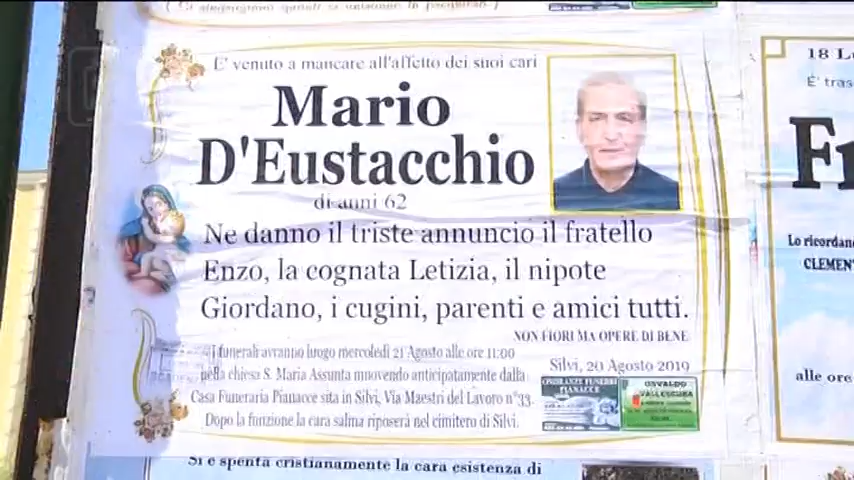 E' venuto a mancare all'affetto dei suoi cari
Mario
D'Eustacchio
di anni 62
Ne danno il triste annuncio il fratello
Enzo, la cognata Letizia, il nipote
Giordano, i cugini, parenti e amici tutti.
NON FIORI MA OPERE DI BENE
I funerali avranno luogo mercoledì 21 Agosto alle ore 11:00
nella chiesa S. Maria Assunta muovendo anticipatamente dalla
Casa Funeraria Pianacce sita in Silvi, Via Maestri del Lavoro n°33.
Dopo la funzione la cara salma riposerà nel cimitero di Silvi.
Silvi, 20 Agosto 2019
ONORANZE FUNEBRI
PIANACCE
OSVALDO
VALLESCURA
Si è spenta cristianamente la cara esistenza di
18 L
E' tras
Fr
Lo ricordano
CLEMENT
alle ore